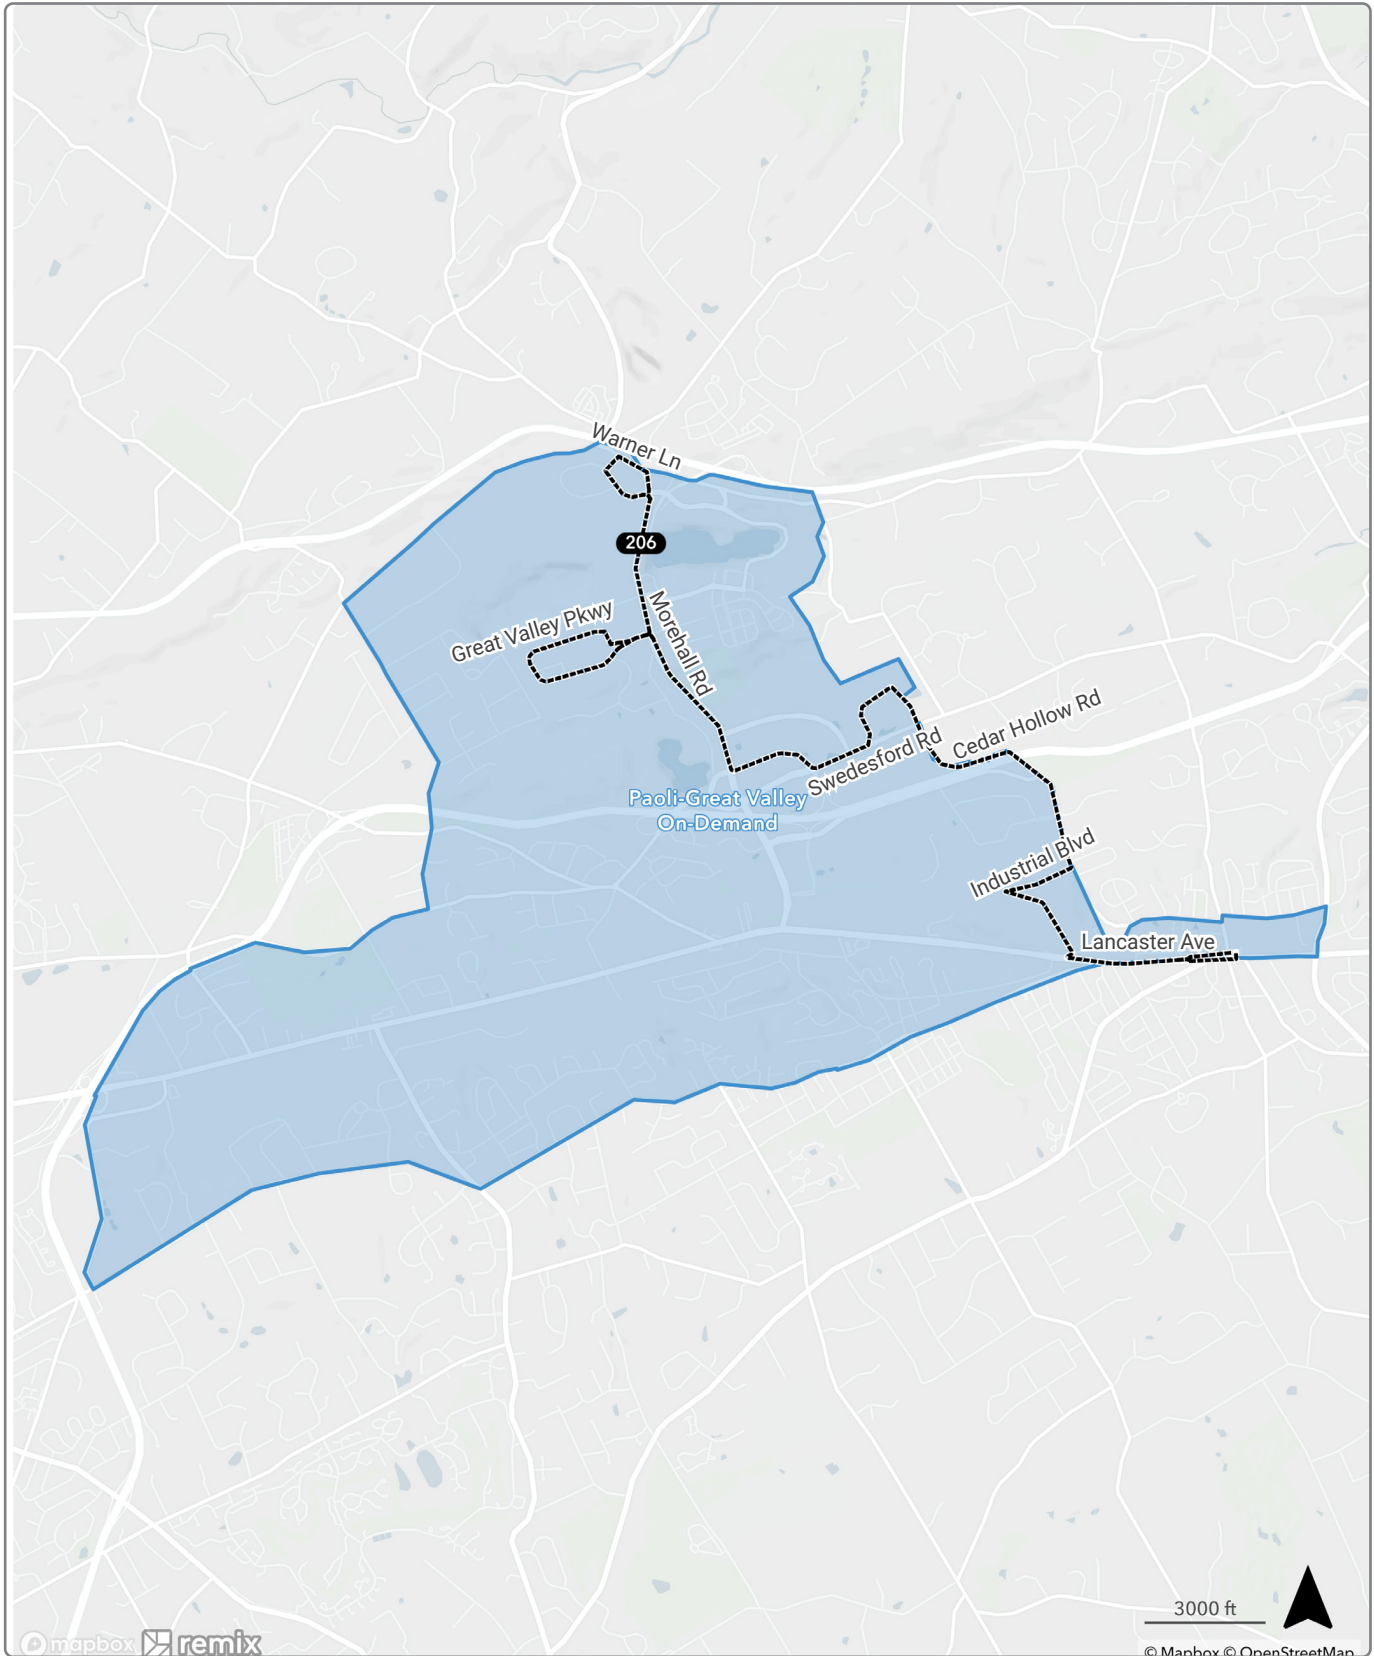 Warner Ln
206
Great Valley Pkwy
Morehall Rd
Cedar Hollow Rd
Swedesford Rd
Paoli-Great Valley
On-Demand
Industrial Blvd
Lancaster Ave
3000 ft
mapbox remix
© Mapbox © OpenStreetMap